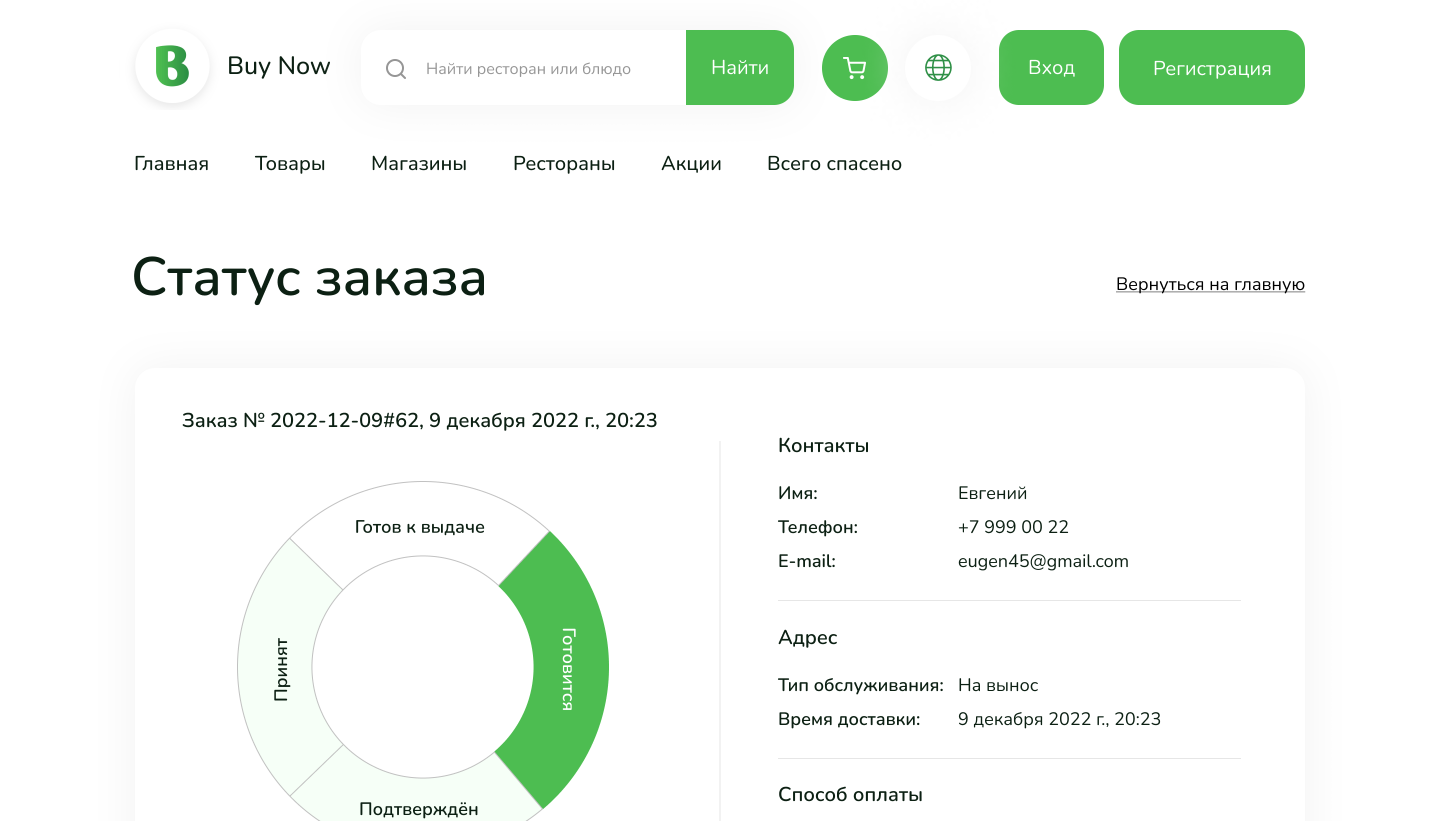 B
Buy Now
Найти ресторан или блюдо
Найти
Вход
Регистрация
Главная
Товары
Магазины
Рестораны
Акции
Всего спасено
Статус заказа
Вернуться на главную
Заказ № 2022-12-09#62, 9 декабря 2022 г., 20:23
Готов к выдаче
Готовится
Принят
Подтверждён
Контакты
Имя: Евгений
Телефон: +7 999 00 22
E-mail: eugen45@gmail.com
Адрес
Тип обслуживания: На вынос
Время доставки: 9 декабря 2022 г., 20:23
Способ оплаты